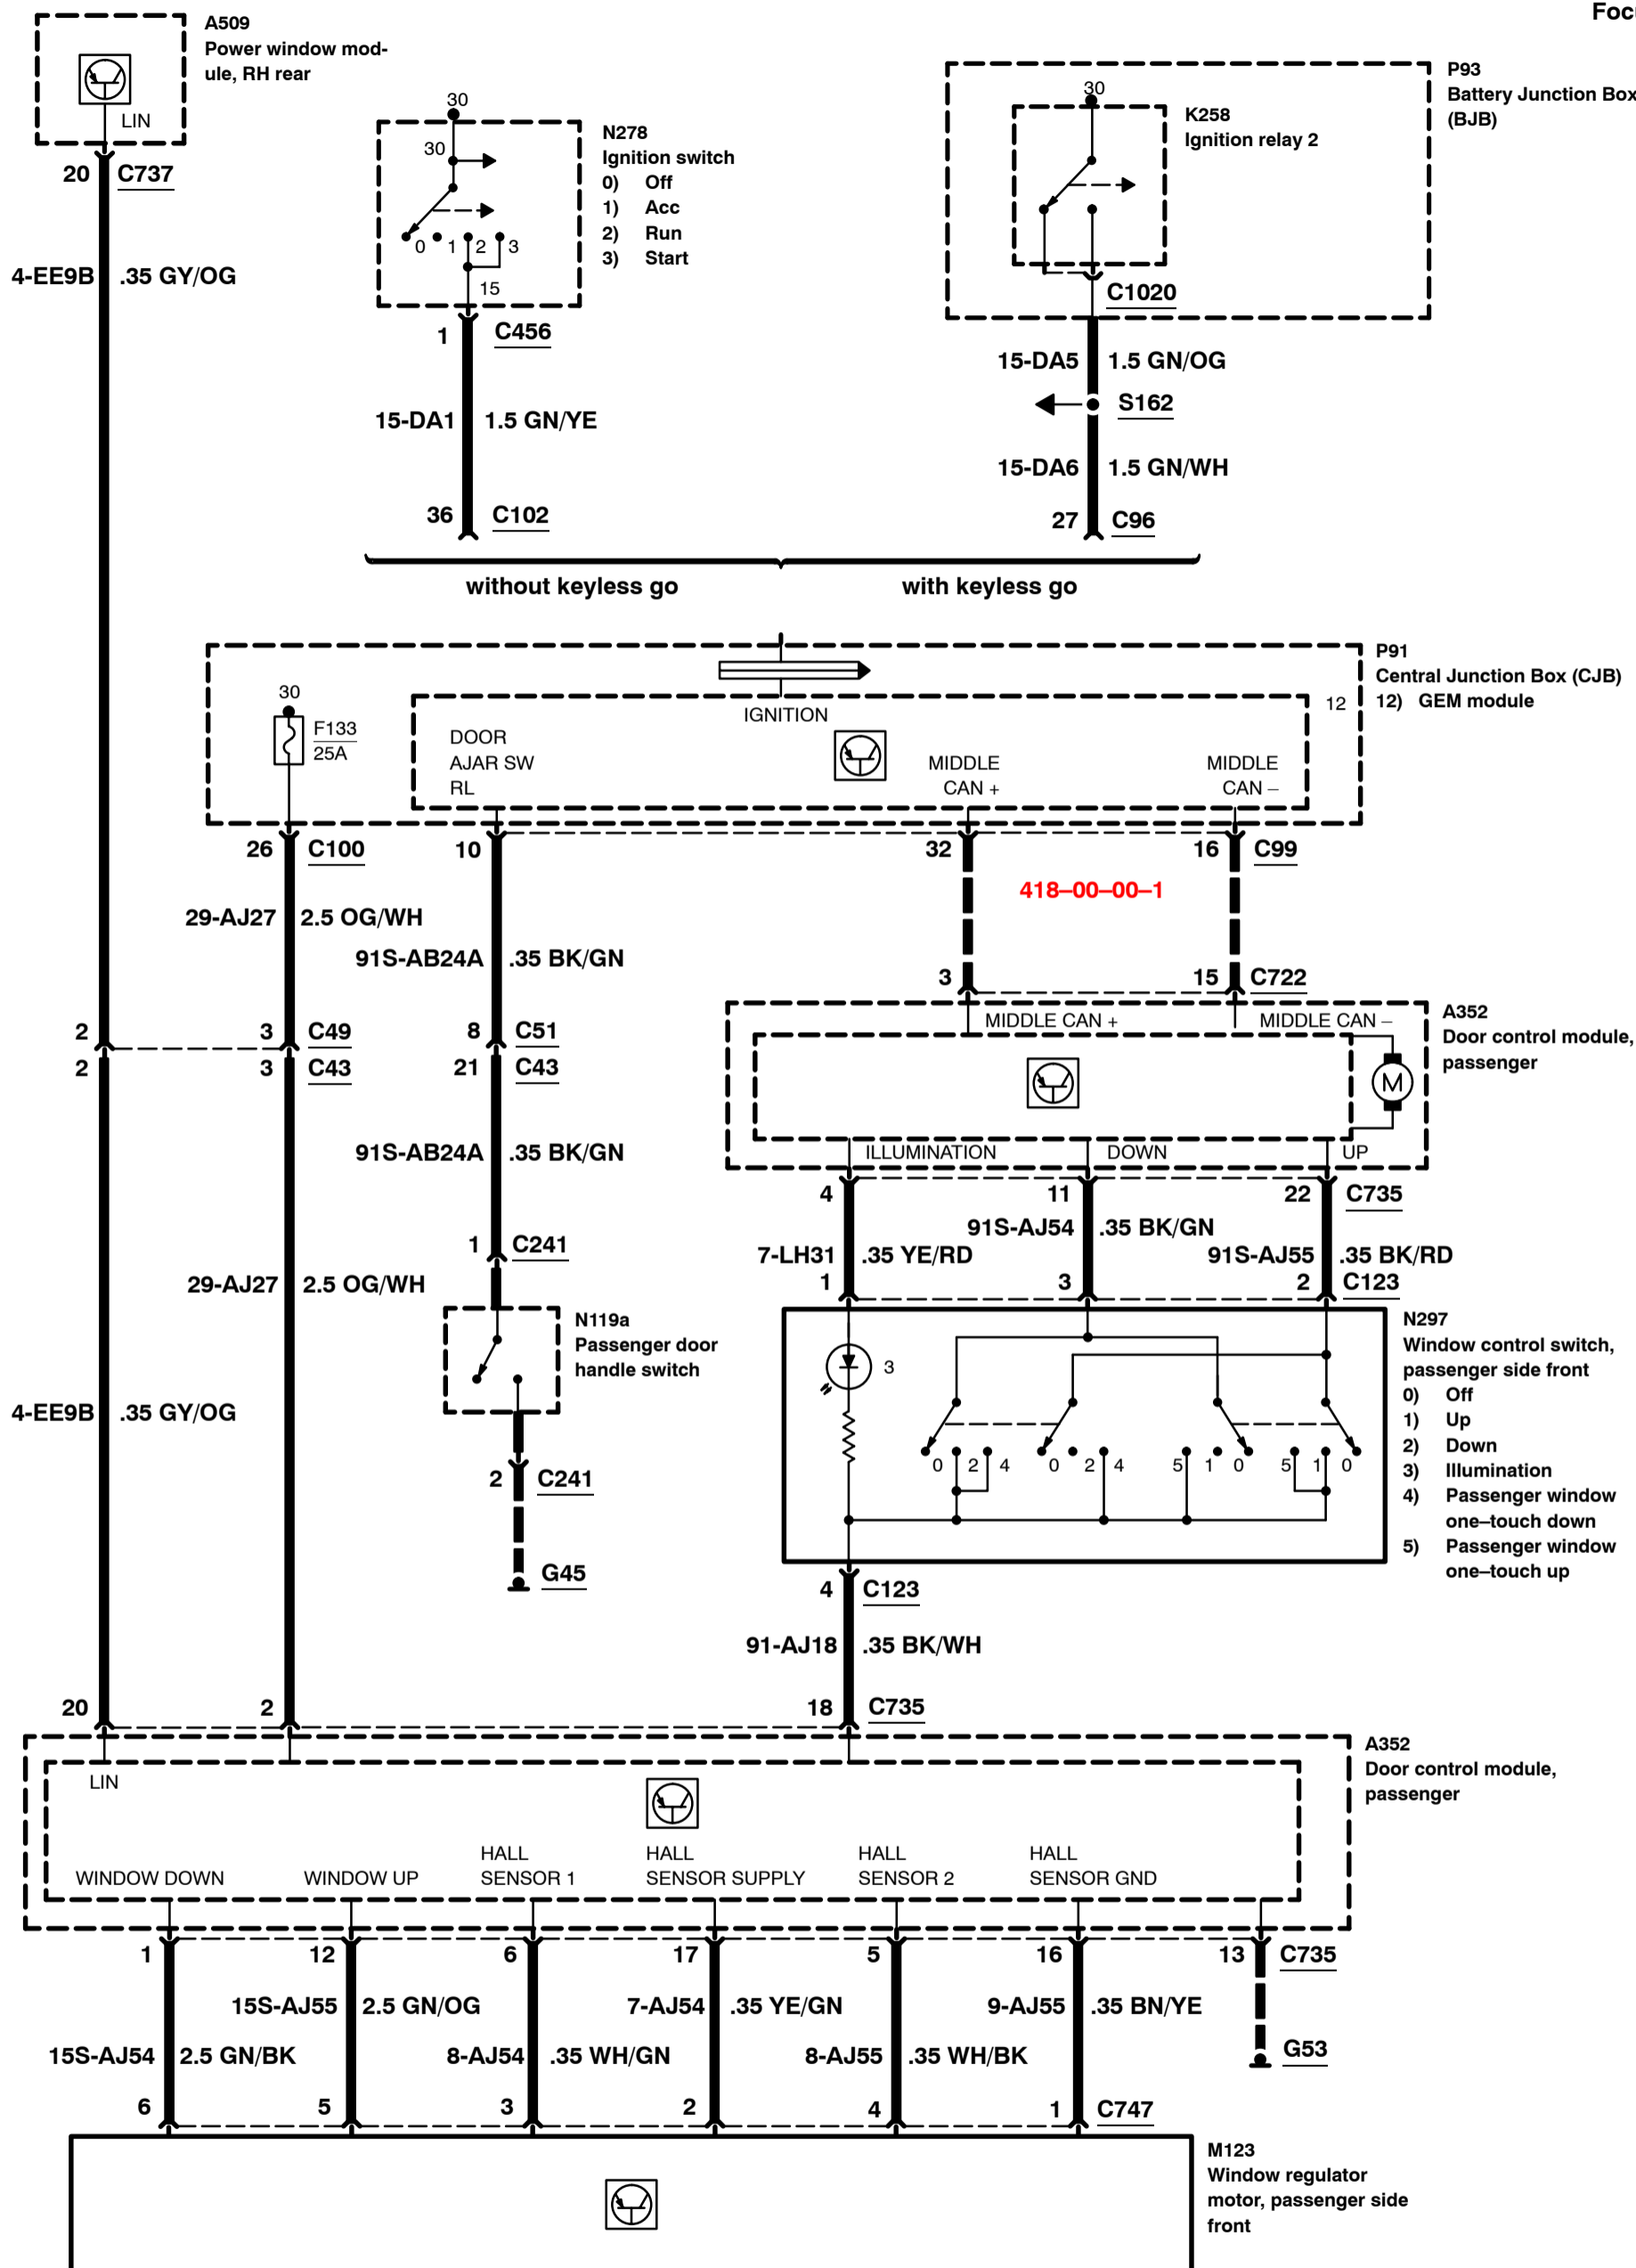 Foc
A509
Power window mod-
ule, RH rear
LIN
20 C737
4-EE9B .35 GY/OG
30
30
0 1 2 3
15
N278
Ignition switch
0) Off
1) Acc
2) Run
3) Start
1 C456
15-DA1 1.5 GN/YE
36 C102
P93
Battery Junction Box
(BJB)
30
K258
Ignition relay 2
C1020
15-DA5 1.5 GN/OG
S162
15-DA6 1.5 GN/WH
27 C96
without keyless go with keyless go
P91
Central Junction Box (CJB)
12) GEM module
12
30
F133
25A
IGNITION
DOOR
AJAR SW
RL
MIDDLE
CAN +
MIDDLE
CAN –
26 C100 10 32 16 C99
418–00–00–1
29-AJ27 2.5 OG/WH
91S-AB24A .35 BK/GN
3 15 C722
2 3 C49 8 C51
2 3 C43 21 C43
A352
Door control module,
passenger
MIDDLE CAN + MIDDLE CAN –
M
ILLUMINATION DOWN UP
4 11 22 C735
91S-AB24A .35 BK/GN
91S-AJ54 .35 BK/GN
7-LH31 .35 YE/RD 91S-AJ55 .35 BK/RD
1 3 2 C123
1 C241
29-AJ27 2.5 OG/WH
N119a
Passenger door
handle switch
4-EE9B .35 GY/OG
2 C241
G45
N297
Window control switch,
passenger side front
0) Off
1) Up
2) Down
3) Illumination
4) Passenger window
one–touch down
5) Passenger window
one–touch up
3
0 2 4 0 2 4 5 1 0 5 1 0
4 C123
91-AJ18 .35 BK/WH
20 2 18 C735
A352
Door control module,
passenger
LIN
WINDOW DOWN
WINDOW UP
HALL
SENSOR 1
HALL
SENSOR SUPPLY
HALL
SENSOR 2
HALL
SENSOR GND
1 12 6 17 5 16 13 C735
15S-AJ55 2.5 GN/OG 7-AJ54 .35 YE/GN 9-AJ55 .35 BN/YE
15S-AJ54 2.5 GN/BK 8-AJ54 .35 WH/GN 8-AJ55 .35 WH/BK G53
6 5 3 2 4 1 C747
M123
Window regulator
motor, passenger side
front